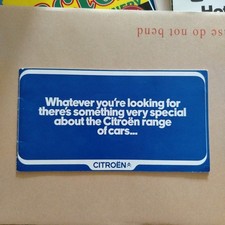 se do not bend
Whatever you're looking for
there's something very special
about the Citroën range
of cars...
CITROËN